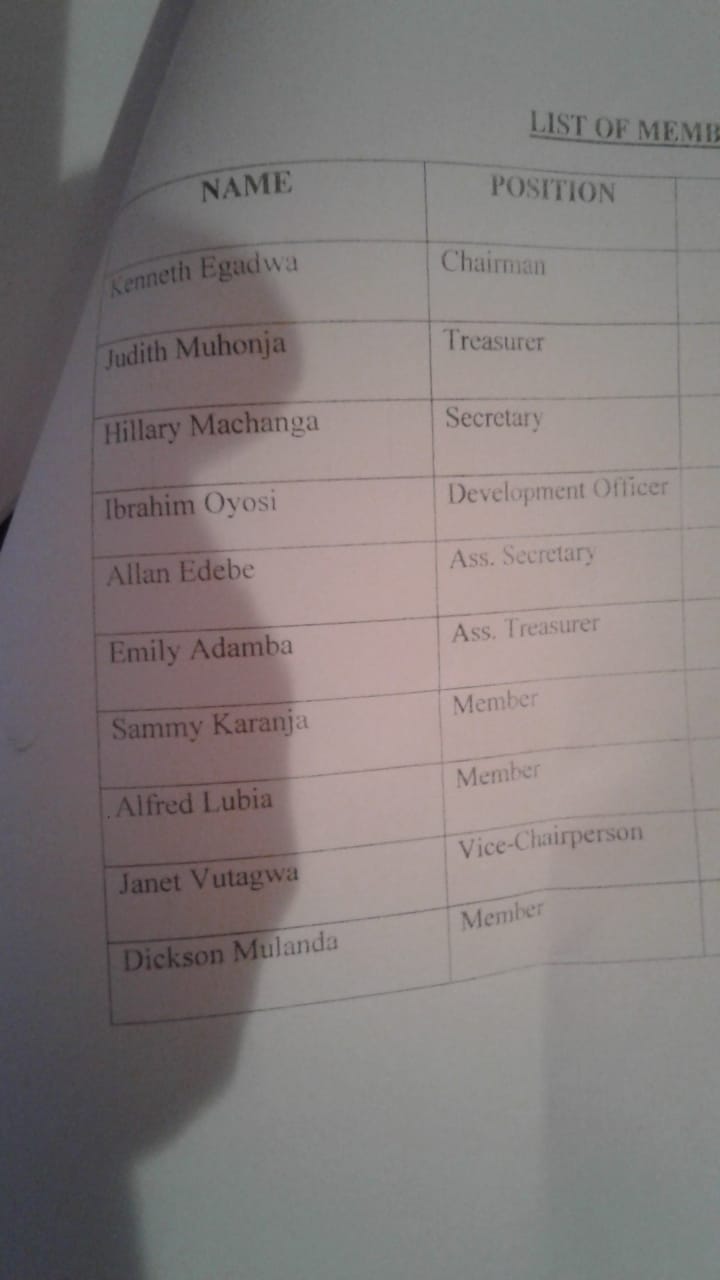 LIST OF MEMB
NAME POSITION
Kenneth Egadwa Chairman
Judith Muhonja Treasurer
Hillary Machanga Secretary
Ibrahim Oyosi Development Officer
Allan Edebe Ass. Secretary
Emily Adamba Ass. Treasurer
Sammy Karanja Member
Alfred Lubia Member
Janet Vutagwa Vice-Chairperson
Dickson Mulanda Member